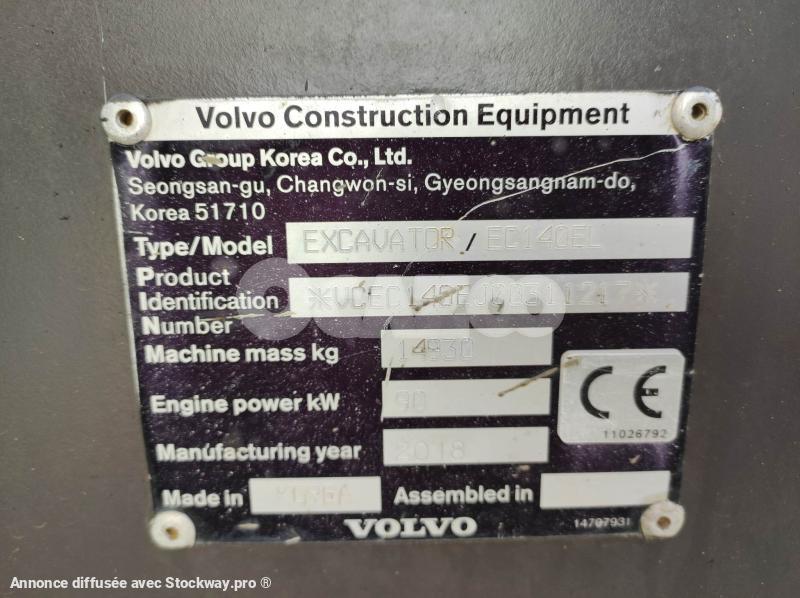 Volvo Construction Equipment
Volvo Group Korea Co., Ltd.
Seongsan-gu, Changwon-si, Gyeongsangnam-do,
Korea 51710
Type/Model EXCAVATOR / EC140EL
Product
Identification
Number
Machine mass kg 14930
Engine power kW 90
CE
11026792
Manufacturing year 2018
Made in KOREA Assembled in
VOLVO
14707931
Annonce diffusée avec Stockway.pro ®